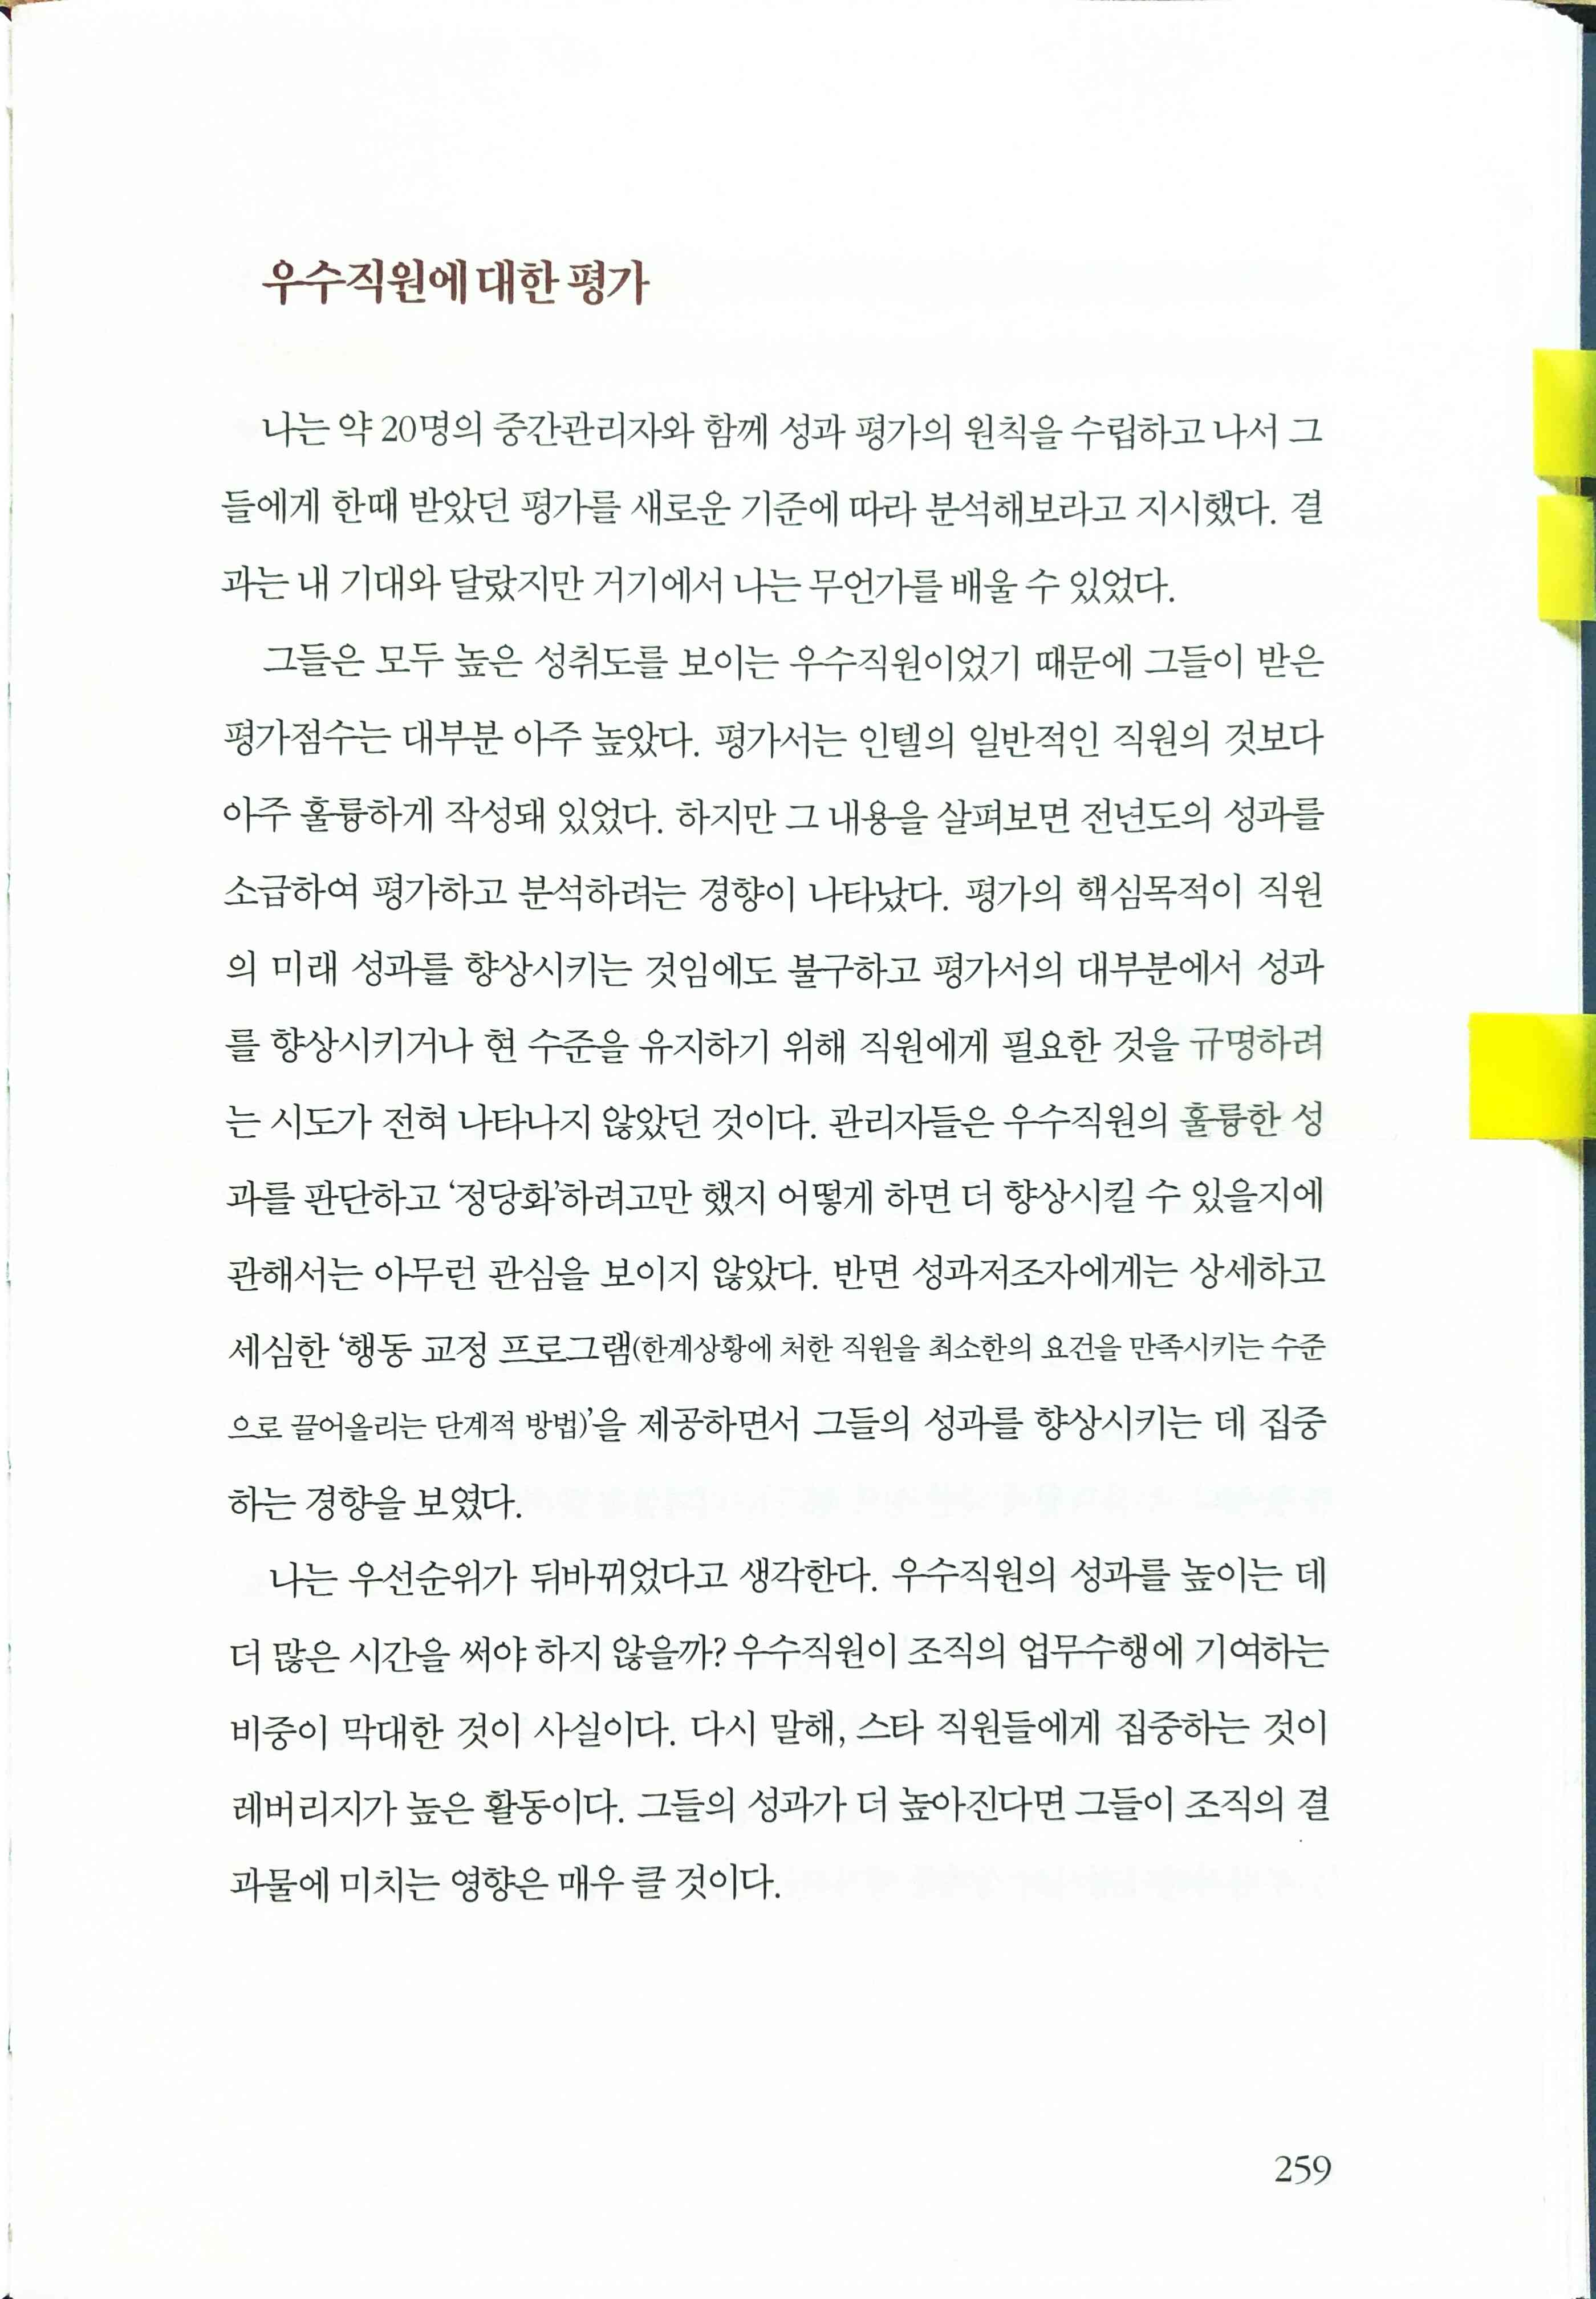 우수직원에 대한 평가
나는 약 20명의 중간관리자와 함께 성과 평가의 원칙을 수립하고 나서 그
들에게 한때 받았던 평가를 새로운 기준에 따라 분석해보라고 지시했다. 결
과는 내 기대와 달랐지만 거기에서 나는 무언가를 배울 수 있었다.
그들은 모두 높은 성취도를 보이는 우수직원이었기 때문에 그들이 받은
평가점수는 대부분 아주 높았다. 평가서는 인텔의 일반적인 직원의 것보다
아주 훌륭하게 작성돼 있었다. 하지만 그 내용을 살펴보면 전년도의 성과를
소급하여 평가하고 분석하려는 경향이 나타났다. 평가의 핵심목적이 직원
의 미래 성과를 향상시키는 것임에도 불구하고 평가서의 대부분에서 성과
를 향상시키거나 현 수준을 유지하기 위해 직원에게 필요한 것을 규명하려
는 시도가 전혀 나타나지 않았던 것이다. 관리자들은 우수직원의 훌륭한 성
과를 판단하고 ‘정당화’하려고만 했지 어떻게 하면 더 향상시킬 수 있을지에
관해서는 아무런 관심을 보이지 않았다. 반면 성과저조자에게는 상세하고
세심한 ‘행동 교정 프로그램(한계상황에 처한 직원을 최소한의 요건을 만족시키는 수준
으로 끌어올리는 단계적 방법)’을 제공하면서 그들의 성과를 향상시키는 데 집중
하는 경향을 보였다.
나는 우선순위가 뒤바뀌었다고 생각한다. 우수직원의 성과를 높이는 데
더 많은 시간을 써야 하지 않을까? 우수직원이 조직의 업무수행에 기여하는
비중이 막대한 것이 사실이다. 다시 말해, 스타 직원들에게 집중하는 것이
레버리지가 높은 활동이다. 그들의 성과가 더 높아진다면 그들이 조직의 결
과물에 미치는 영향은 매우 클 것이다.
259